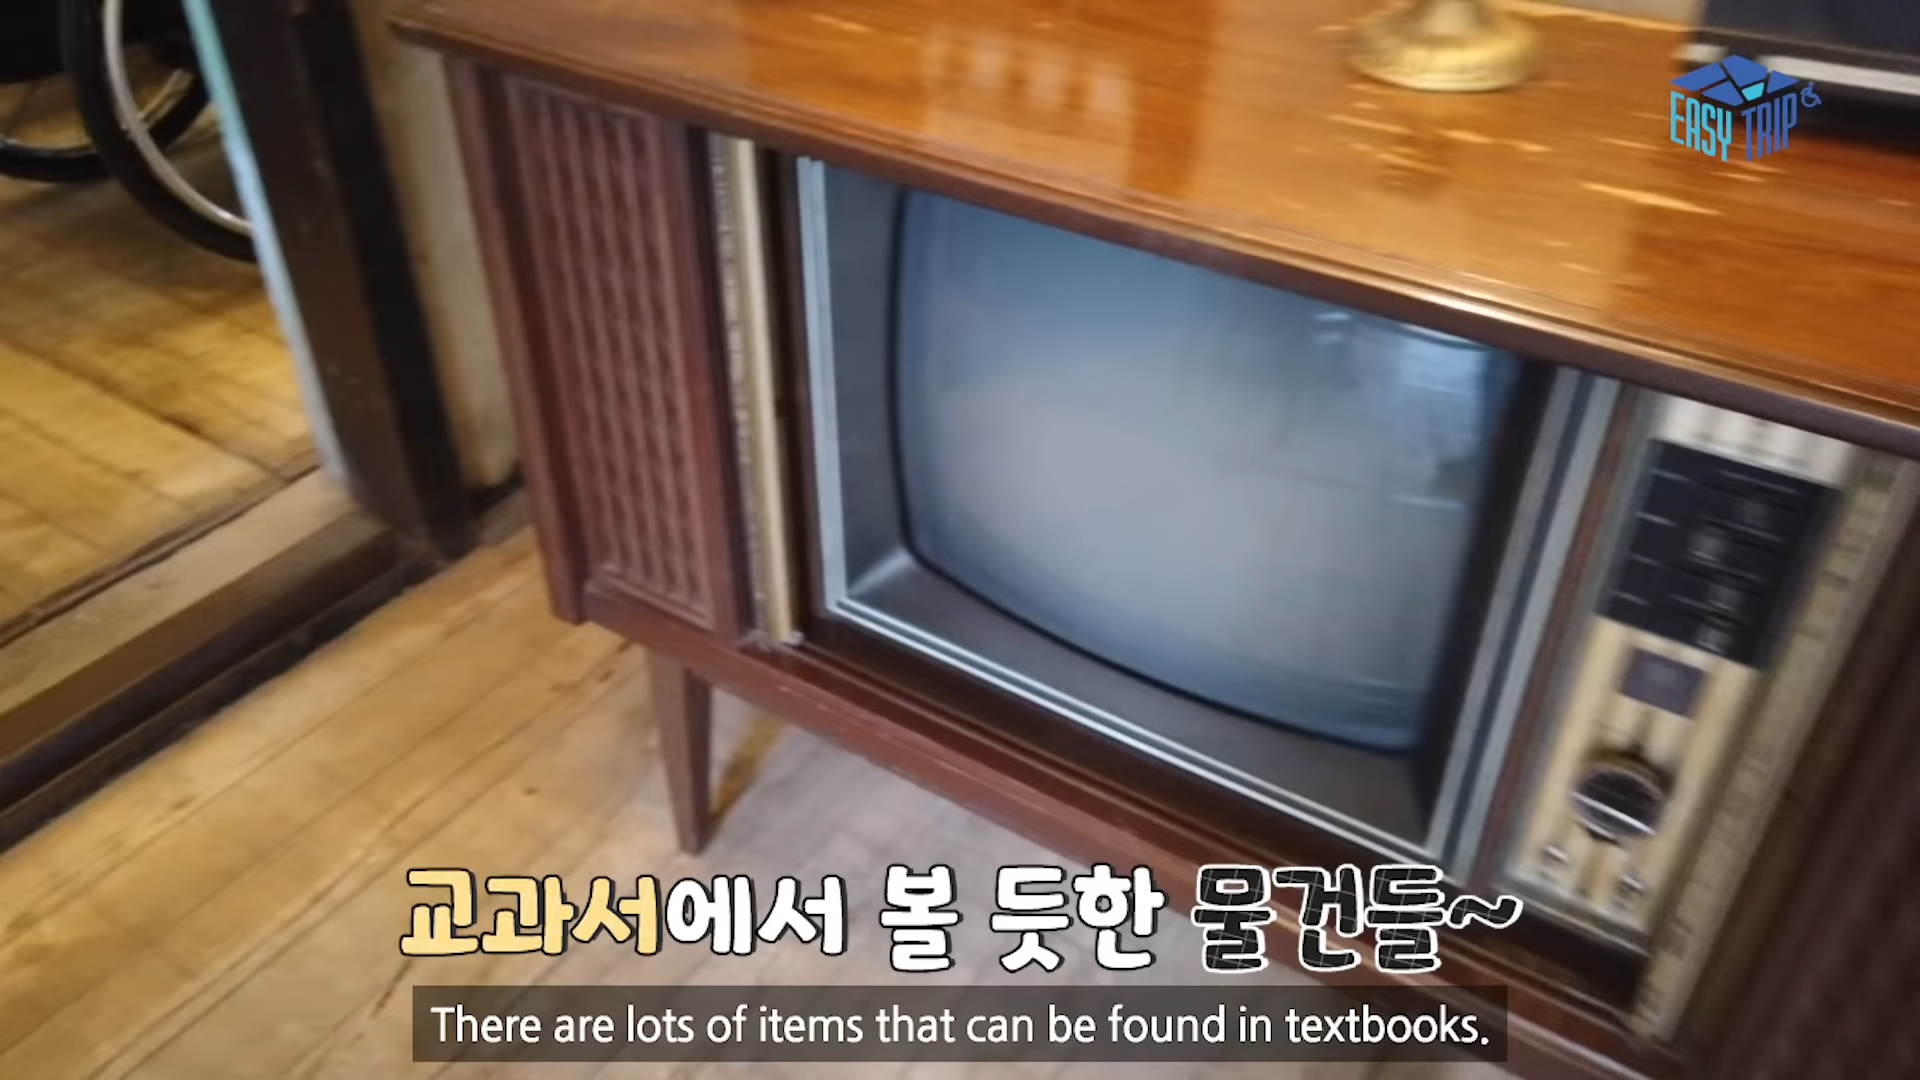 EASY TRIP
교과서에서 볼 듯한 물건들~
There are lots of items that can be found in textbooks.